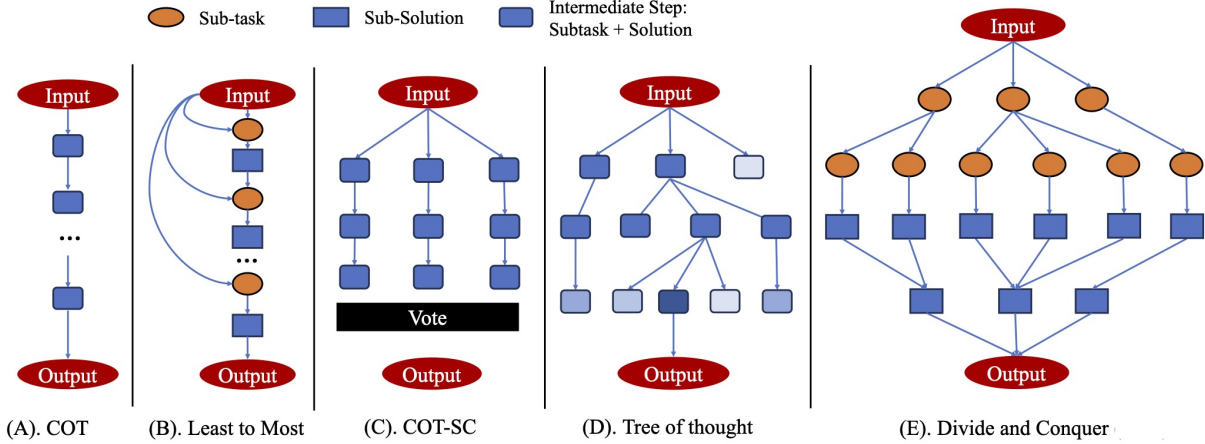 Sub-task
Sub-Solution
Intermediate Step:
Subtask + Solution
Input
...
Output
(A). COT
Input
...
Output
(B). Least to Most
Input
Vote
Output
(C). COT-SC
Input
Output
(D). Tree of thought
Input
Output
(E). Divide and Conquer